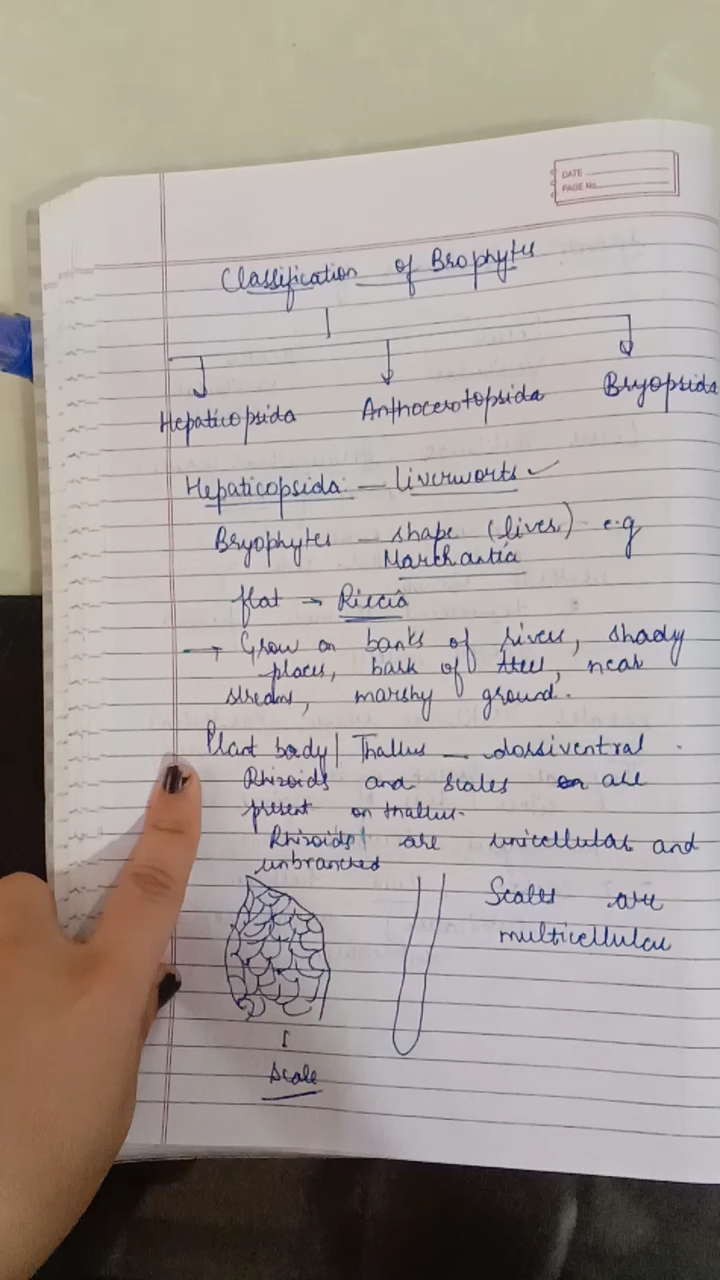 DATE
PAGE No.
Classification of Brophytes
Hepaticopsida Anthocerotopsida Bryopsida
Hepaticopsida – Liverworts ✓
Bryophytes – shape (liver) e.g
Marchantia
flat → Riccia
→ Grow on banks of rivers, shady
places, bark of trees, near
streams, marshy ground.
Plant body | Thallus – dorsiventral.
Rhizoids and scales are
present on thallus.
Rhizoids are unicellular and
unbranched
Scales are
multicellular
Scale